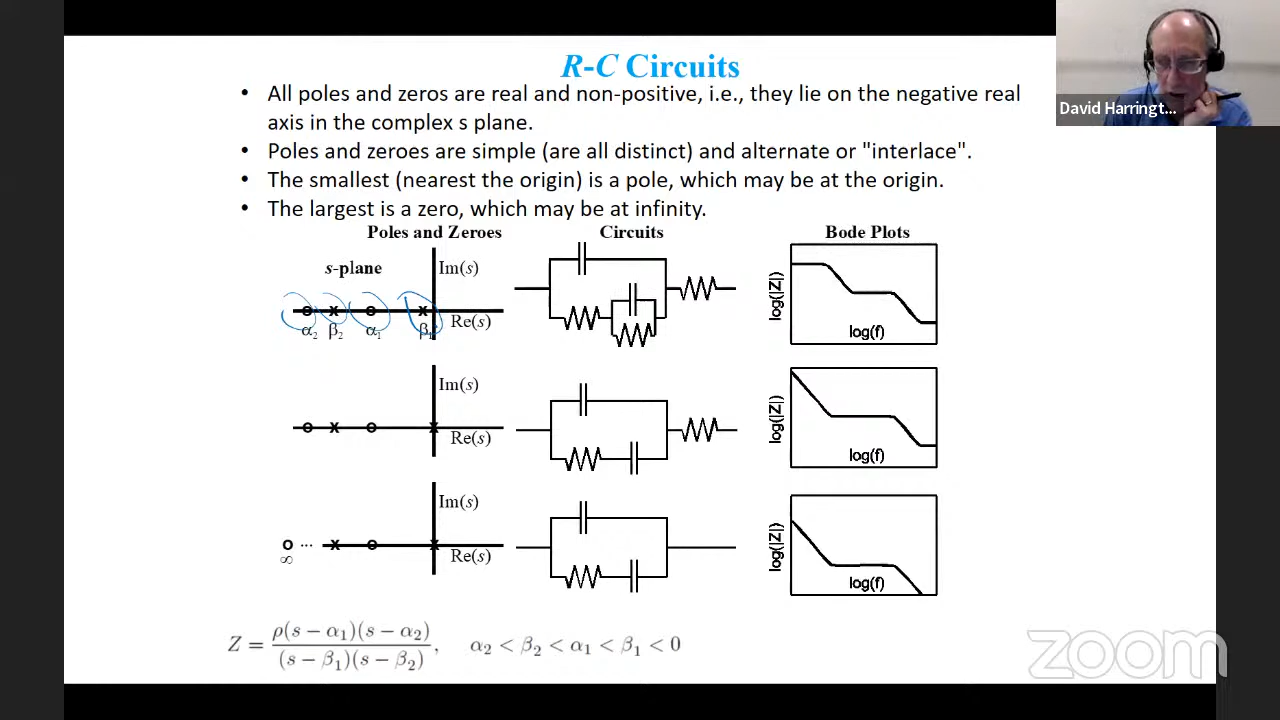 R-C Circuits
• All poles and zeros are real and non-positive, i.e., they lie on the negative real
axis in the complex s plane.
• Poles and zeroes are simple (are all distinct) and alternate or "interlace".
• The smallest (nearest the origin) is a pole, which may be at the origin.
• The largest is a zero, which may be at infinity.
David Harringt...
Poles and Zeroes Circuits Bode Plots
s-plane Im(s)
Re(s)
α₂ β₂ α₁ β₁
log(|Z|)
log(f)
Im(s)
Re(s)
log(|Z|)
log(f)
Im(s)
∞ ... Re(s)
log(|Z|)
log(f)
Z = ρ(s − α₁)(s − α₂) / (s − β₁)(s − β₂), α₂ < β₂ < α₁ < β₁ < 0
zoom